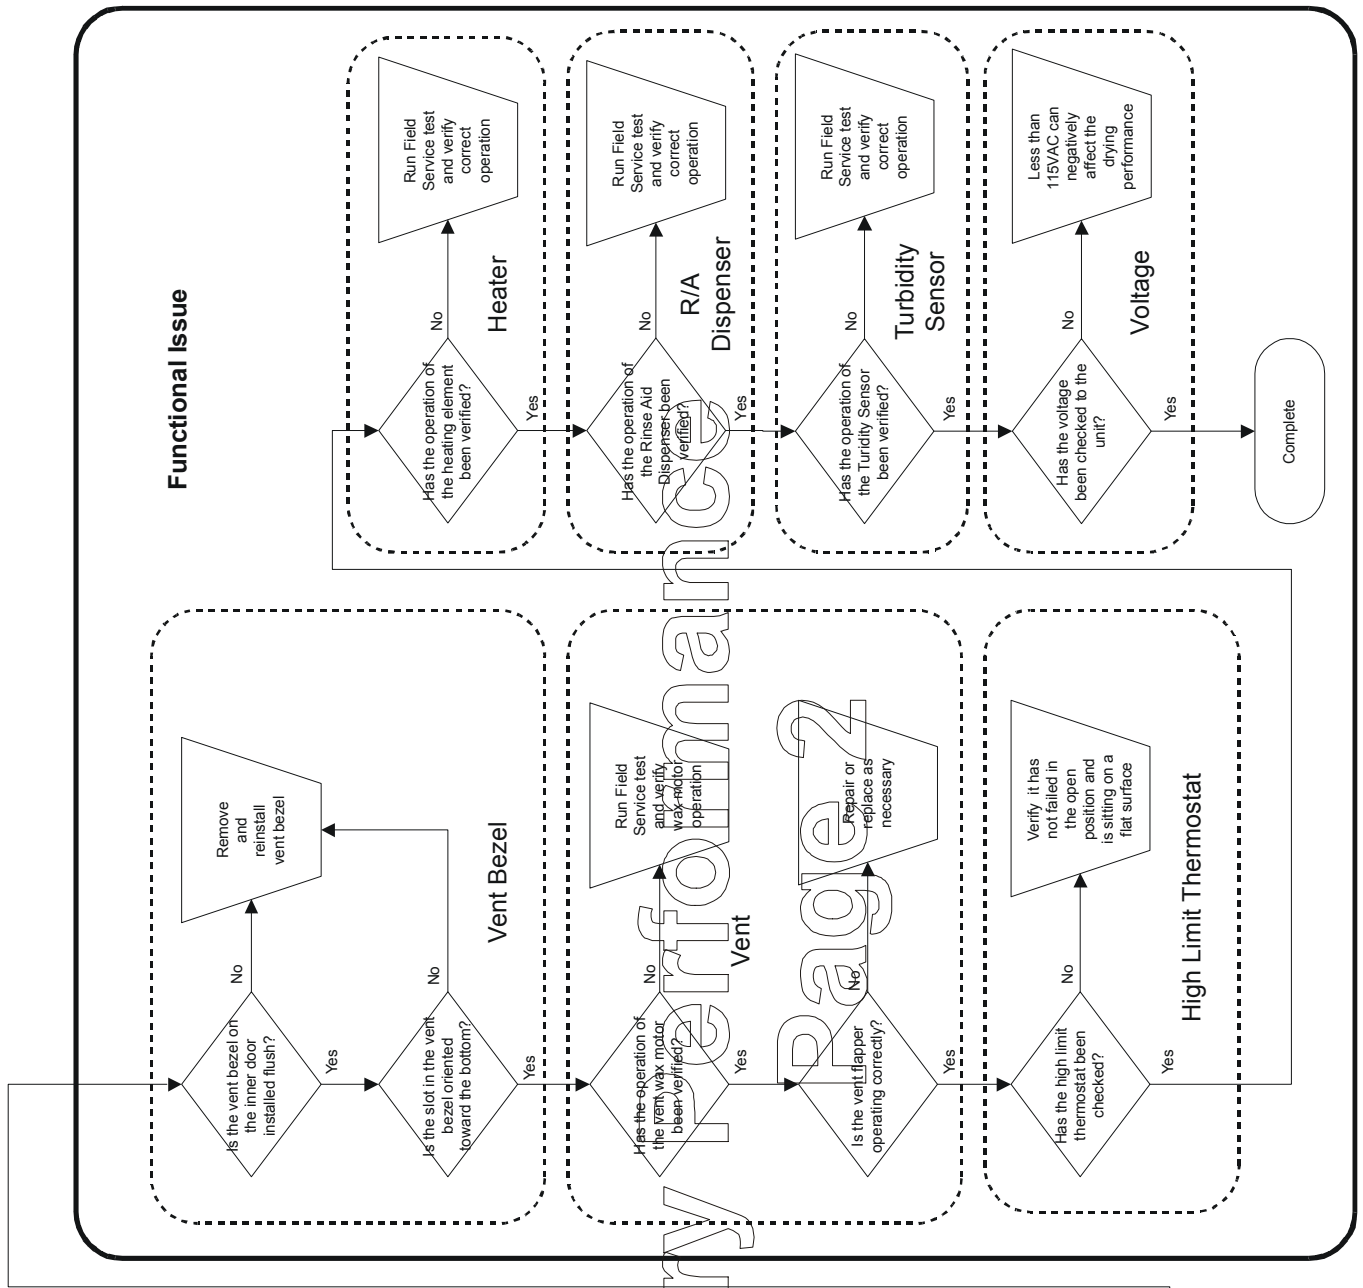 Functional Issue
Is the vent bezel on
the inner door
installed flush?
No
Remove
and
reinstall
vent bezel
Yes
Is the slot in the vent
bezel oriented
toward the bottom?
No
Vent Bezel
Yes
Has the operation of
the vent wax motor
been verified?
No
Run Field
Service test
and verify
wax motor
operation
Vent
Yes
Is the vent flapper
operating correctly?
No
Repair or
replace as
necessary
Yes
Has the high limit
thermostat been
checked?
No
Verify it has
not failed in
the open
position and
is sitting on a
flat surface
High Limit Thermostat
Yes
Has the operation of
the heating element
been verified?
No
Run Field
Service test
and verify
correct
operation
Heater
Yes
Has the operation of
the Rinse Aid
Dispenser been
verified?
No
Run Field
Service test
and verify
correct
operation
R/A
Dispenser
Yes
Has the operation of
the Turidity Sensor
been verified?
No
Run Field
Service test
and verify
correct
operation
Turbidity
Sensor
Yes
Has the voltage
been checked to the
unit?
No
Less than
115VAC can
negatively
affect the
drying
performance
Voltage
Yes
Complete
ry Performance
Page 2